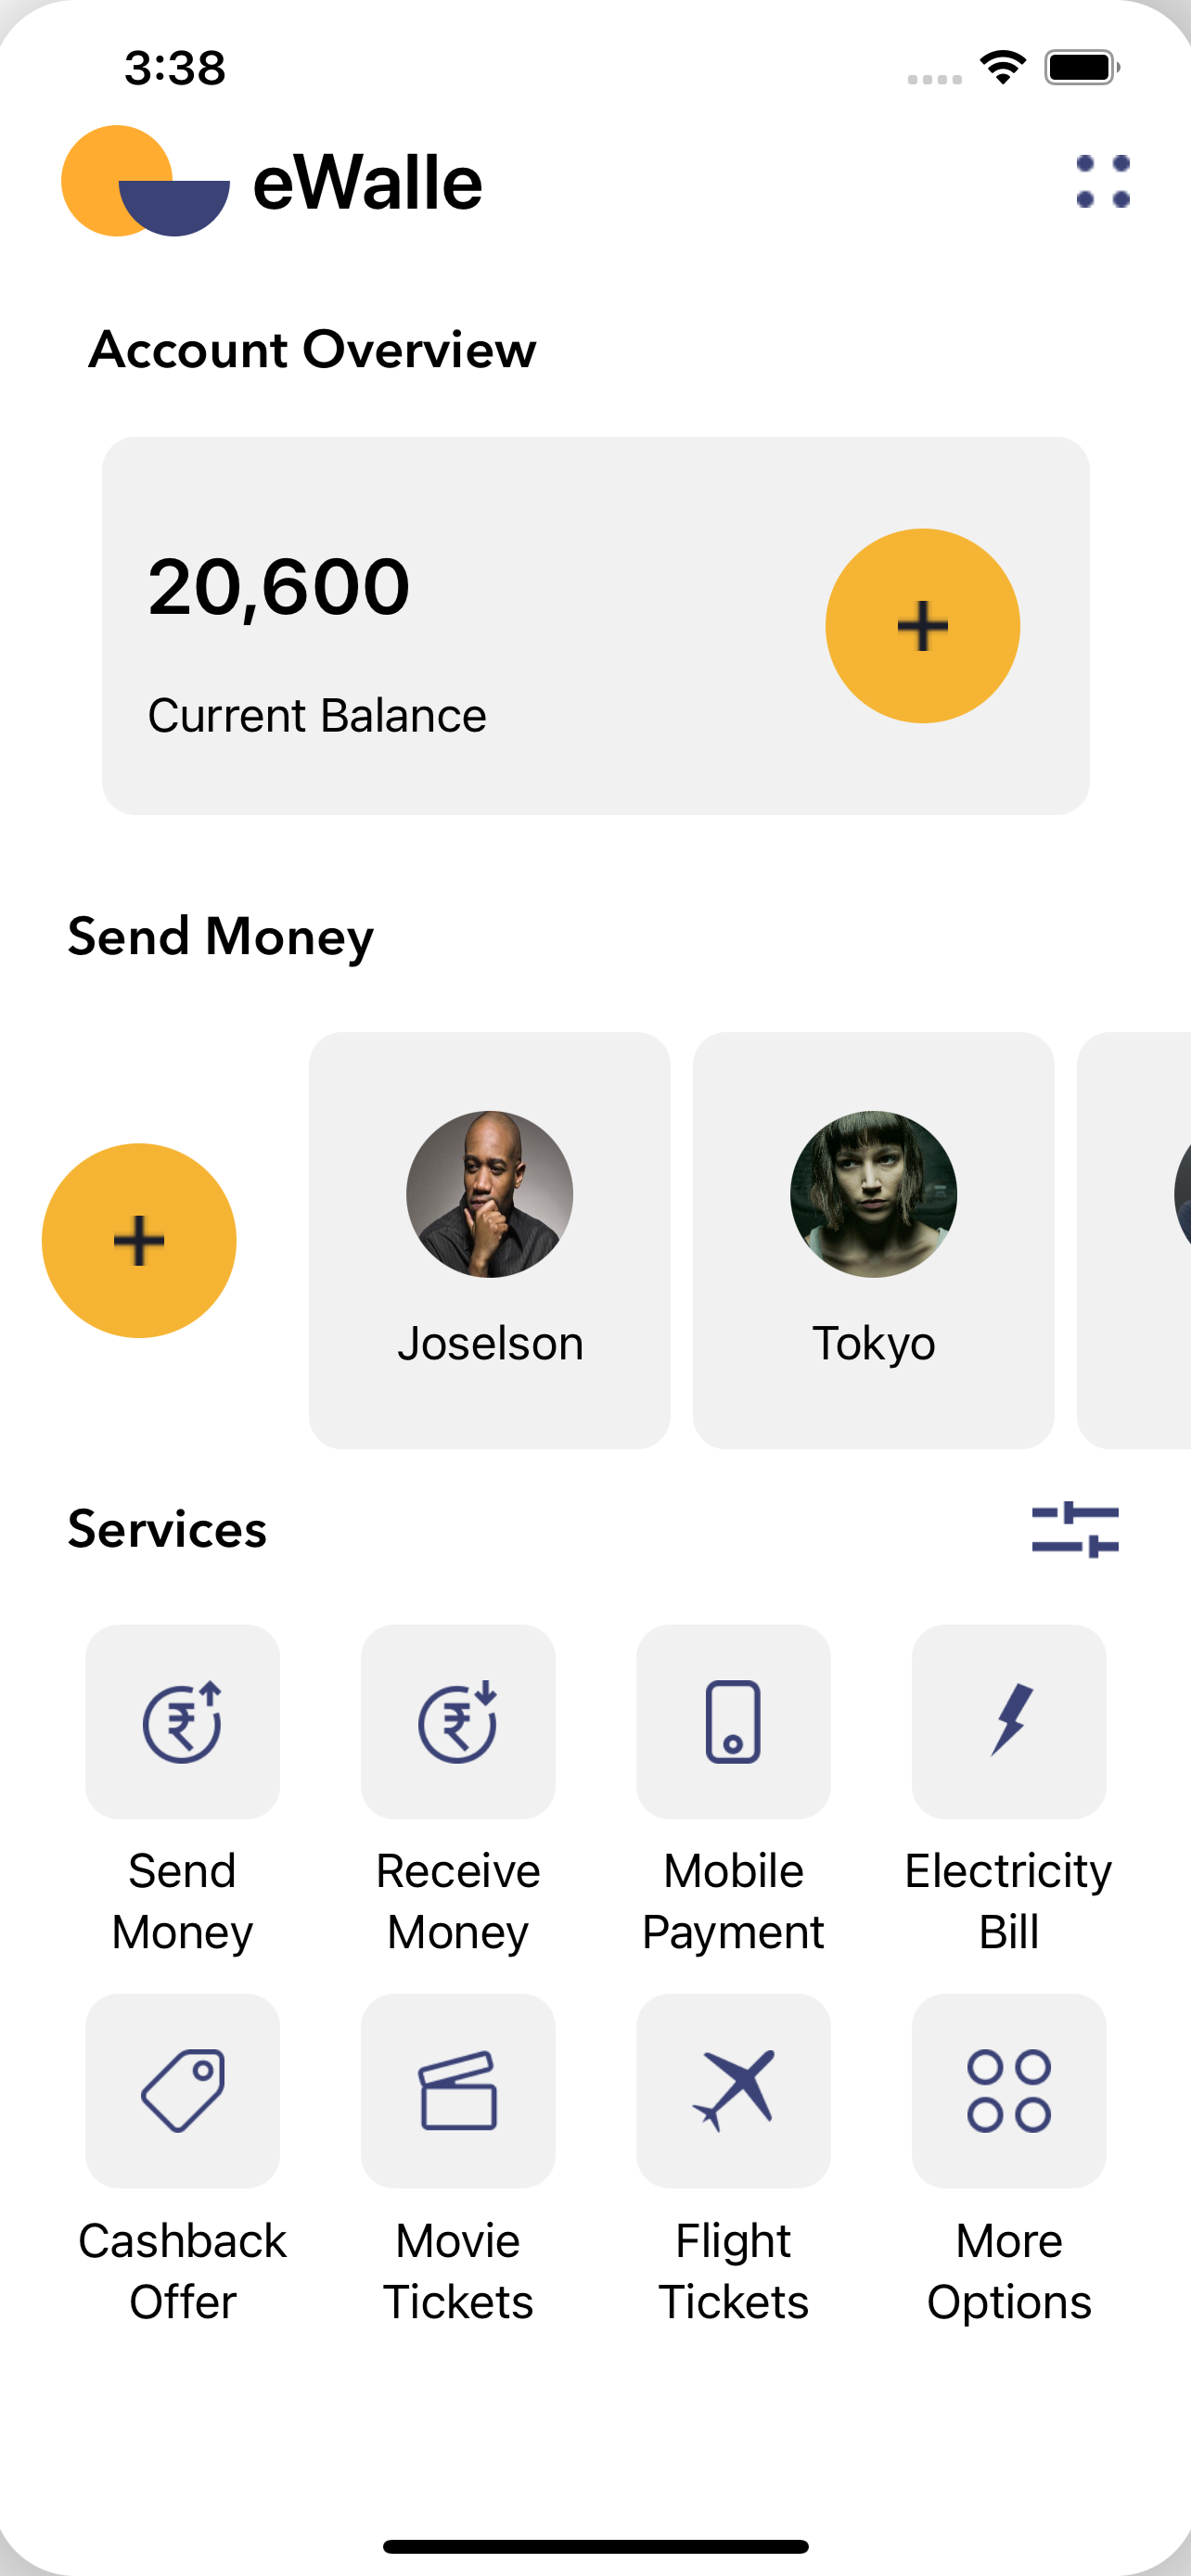 3:38
eWalle
Account Overview
20,600
Current Balance
Send Money
Joselson
Tokyo
Services
Send
Money
Receive
Money
Mobile
Payment
Electricity
Bill
Cashback
Offer
Movie
Tickets
Flight
Tickets
More
Options